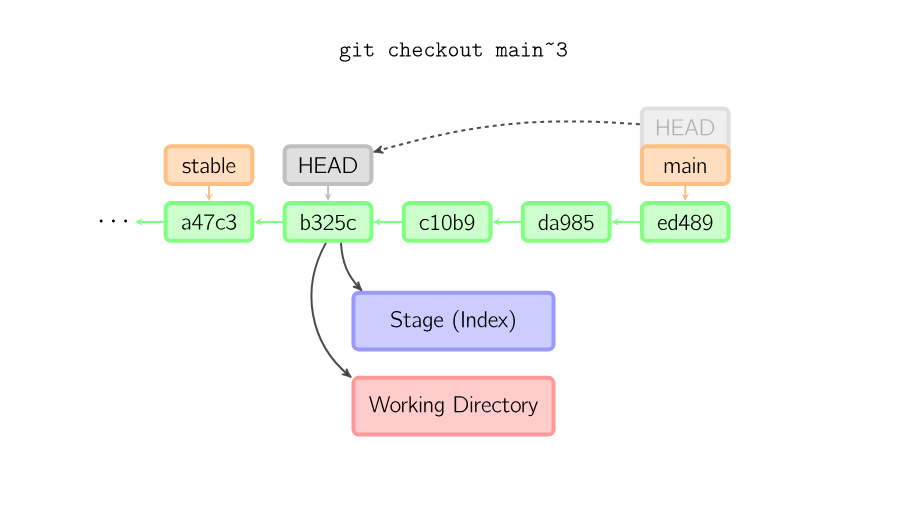 git checkout main~3
HEAD
stable
HEAD
main
...
a47c3
b325c
c10b9
da985
ed489
Stage (Index)
Working Directory